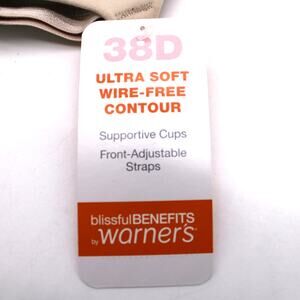 38D
ULTRA SOFT
WIRE-FREE
CONTOUR
Supportive Cups
Front-Adjustable
Straps
blissfulBENEFITS
by warner's